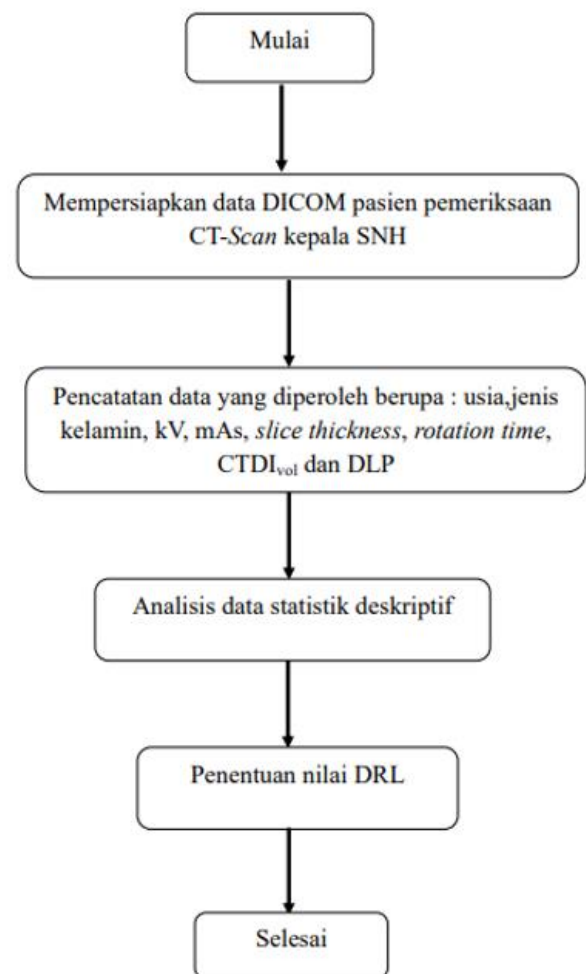 Mulai
Mempersiapkan data DICOM pasien pemeriksaan
CT-Scan kepala SNH
Pencatatan data yang diperoleh berupa : usia,jenis
kelamin, kV, mAs, slice thickness, rotation time,
CTDIvol dan DLP
Analisis data statistik deskriptif
Penentuan nilai DRL
Selesai